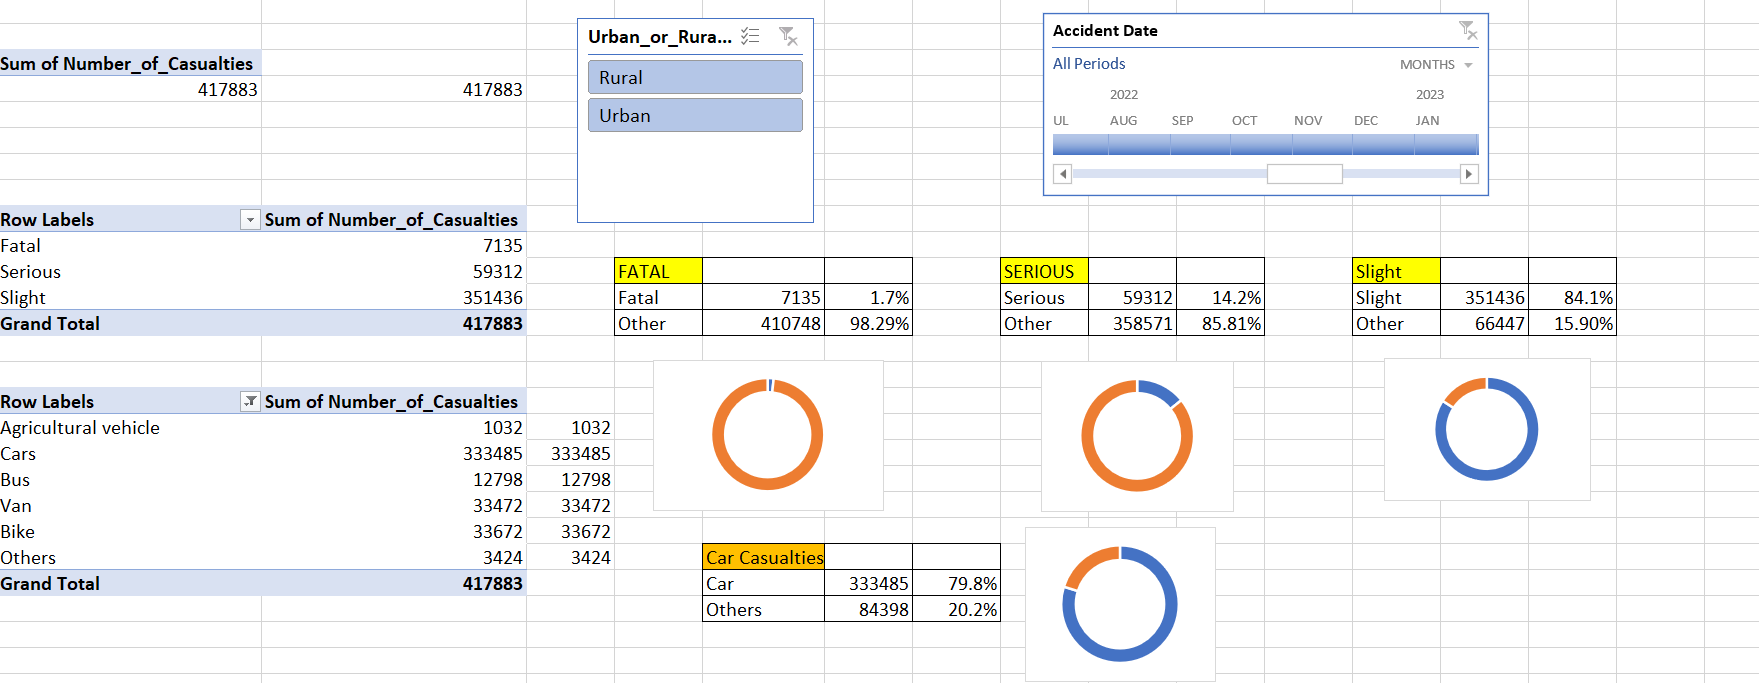 Sum of Number_of_Casualties
417883 417883
Urban_or_Rura...
Rural
Urban
Accident Date
All Periods MONTHS
2022 2023
UL AUG SEP OCT NOV DEC JAN
Row Labels Sum of Number_of_Casualties
Fatal 7135
Serious 59312
Slight 351436
Grand Total 417883
FATAL
Fatal 7135 1.7%
Other 410748 98.29%
SERIOUS
Serious 59312 14.2%
Other 358571 85.81%
Slight
Slight 351436 84.1%
Other 66447 15.90%
Row Labels Sum of Number_of_Casualties
Agricultural vehicle 1032 1032
Cars 333485 333485
Bus 12798 12798
Van 33472 33472
Bike 33672 33672
Others 3424 3424
Grand Total 417883
Car Casualties
Car 333485 79.8%
Others 84398 20.2%